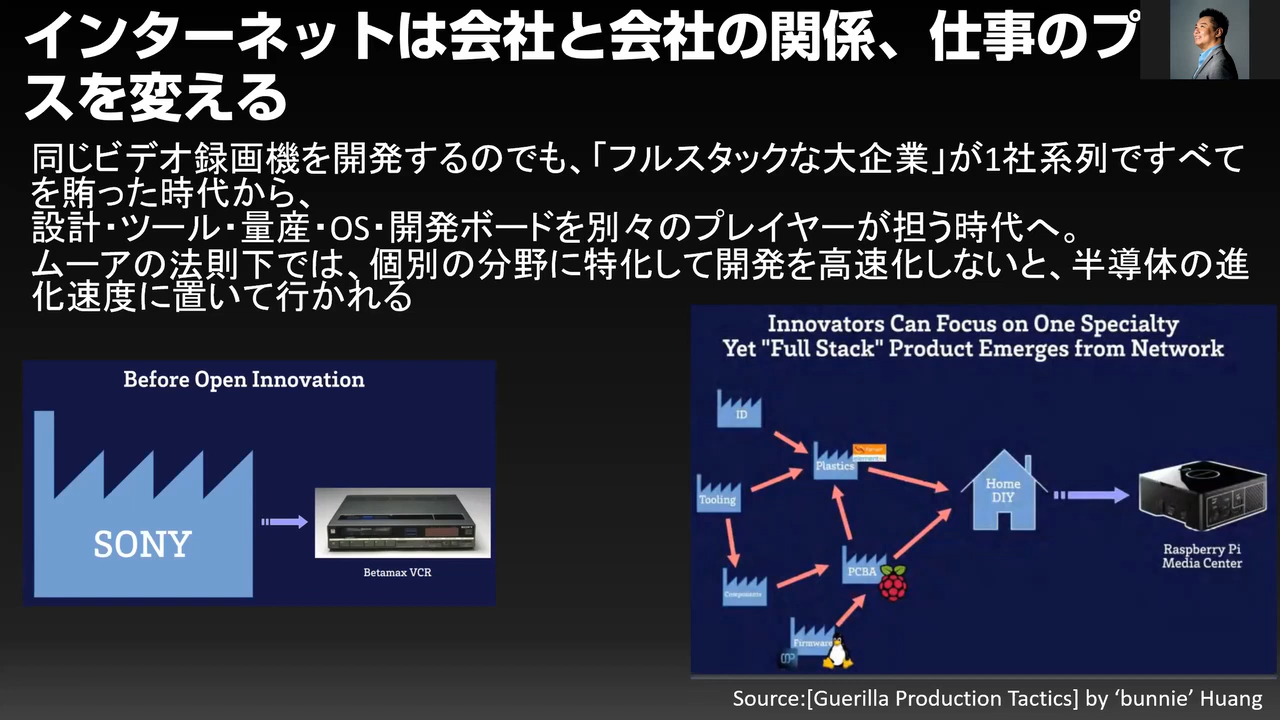 インターネットは会社と会社の関係、仕事のプ
スを変える
同じビデオ録画機を開発するのでも、「フルスタックな大企業」が1社系列ですべて
を賄った時代から、
設計・ツール・量産・OS・開発ボードを別々のプレイヤーが担う時代へ。
ムーアの法則下では、個別の分野に特化して開発を高速化しないと、半導体の進
化速度に置いて行かれる
Before Open Innovation
SONY
Betamax VCR
Innovators Can Focus on One Specialty
Yet "Full Stack" Product Emerges from Network
ID
Plastics
Tooling
Home
DIY
PCBA
Components
Firmware
Raspberry Pi
Media Center
Source:[Guerilla Production Tactics] by ‘bunnie’ Huang